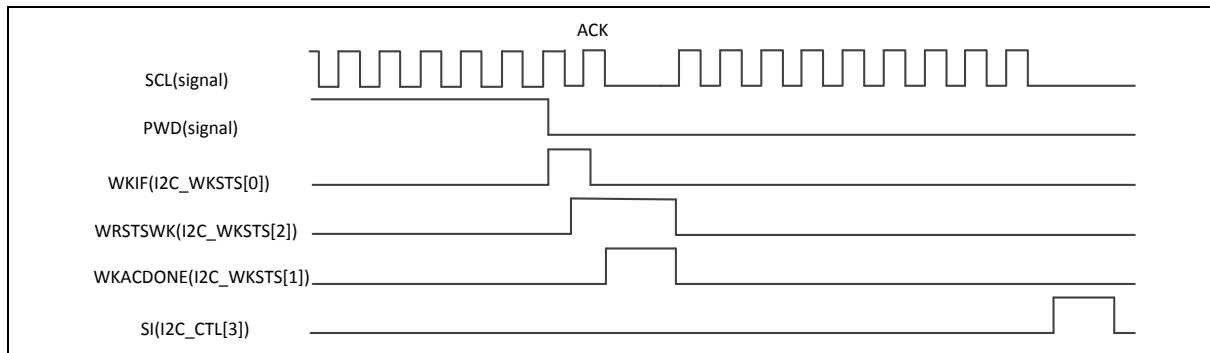 ACK
SCL(signal)
PWD(signal)
WKIF(I2C_WKSTS[0])
WRSTSWK(I2C_WKSTS[2])
WKACDONE(I2C_WKSTS[1])
SI(I2C_CTL[3])